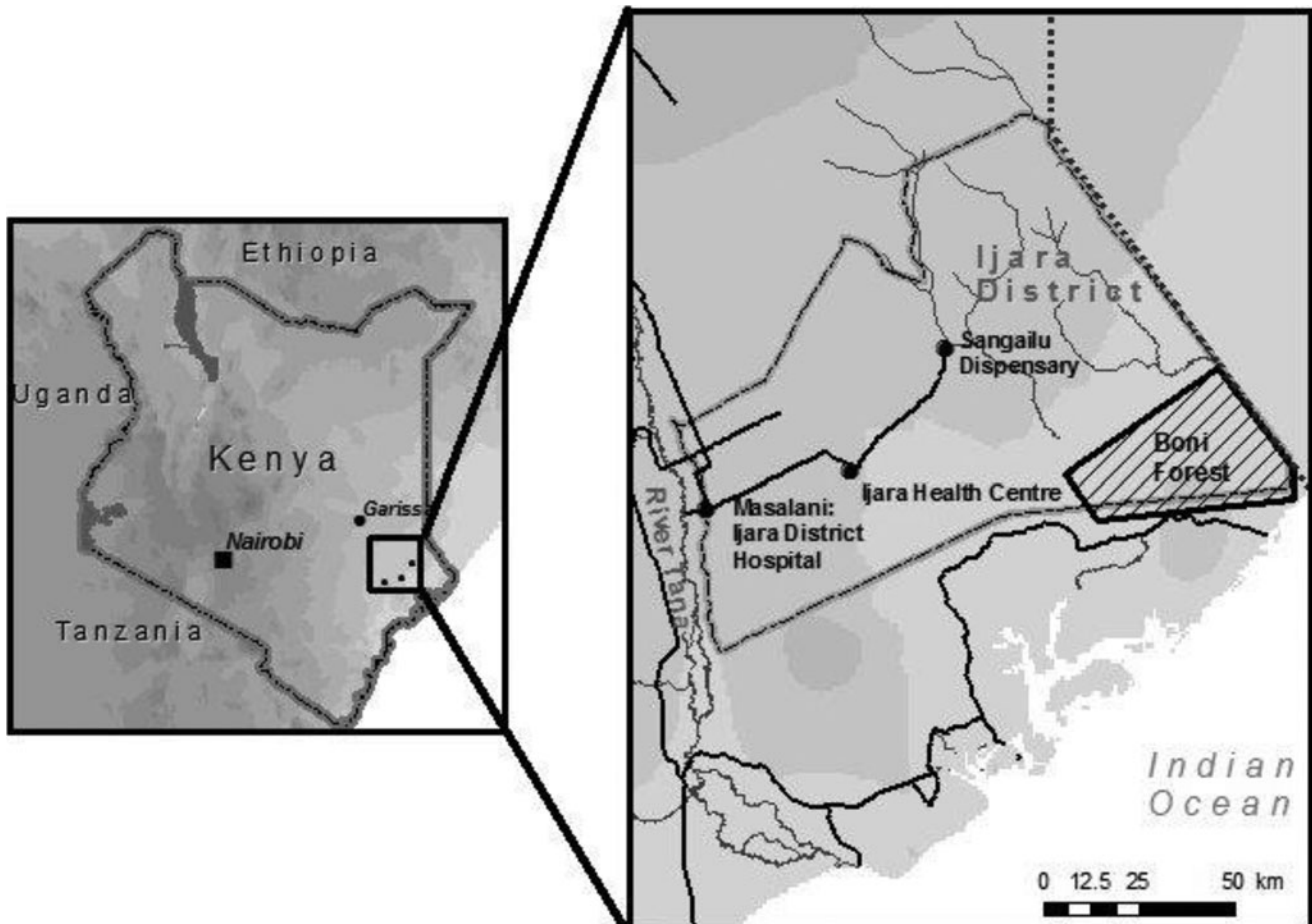 Ethiopia
Uganda
Kenya
Garissa
Nairobi
Tanzania
Ijara
District
Sangailu
Dispensary
Boni
Forest
Ijara Health Centre
Masalani:
Ijara District
Hospital
River Tana
Indian
Ocean
0 12.5 25 50 km